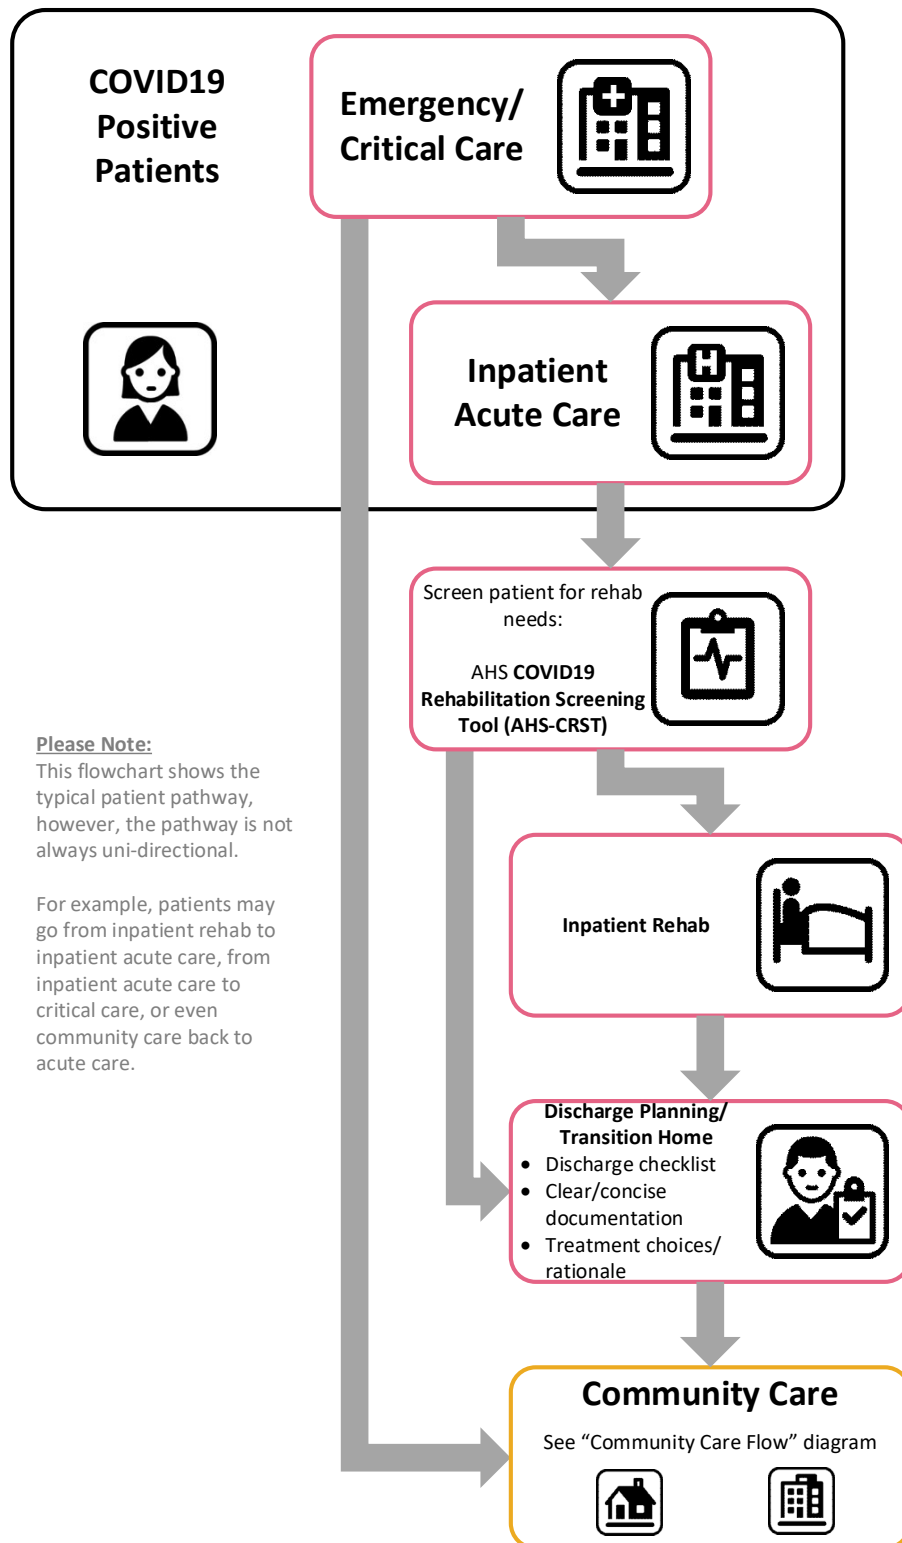 COVID19
Positive
Patients
Emergency/
Critical Care
Inpatient
Acute Care
H
Screen patient for rehab
needs:
AHS COVID19
Rehabilitation Screening
Tool (AHS-CRST)
Please Note:
This flowchart shows the
typical patient pathway,
however, the pathway is not
always uni-directional.
For example, patients may
go from inpatient rehab to
inpatient acute care, from
inpatient acute care to
critical care, or even
community care back to
acute care.
Inpatient Rehab
Discharge Planning/
Transition Home
• Discharge checklist
• Clear/concise
documentation
• Treatment choices/
rationale
Community Care
See “Community Care Flow” diagram